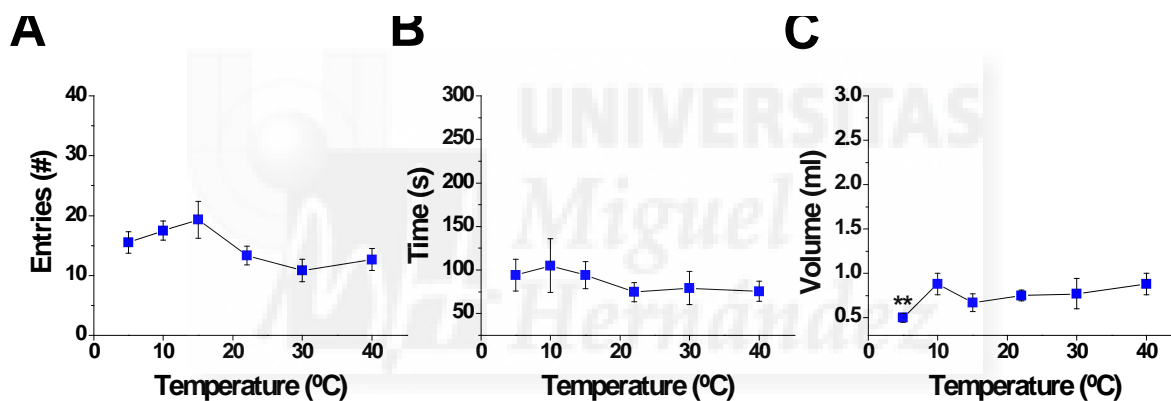 A B C
Entries (#)
40
30
20
10
0
0 10 20 30 40
Temperature (ºC)
Time (s)
300
250
200
150
100
50
0 10 20 30 40
Temperature (ºC)
Volume (ml)
3.0
2.5
2.0
1.5
1.0
0.5
**
0 10 20 30 40
Temperature (ºC)
UNIVERSITAS
Miguel
Hernández